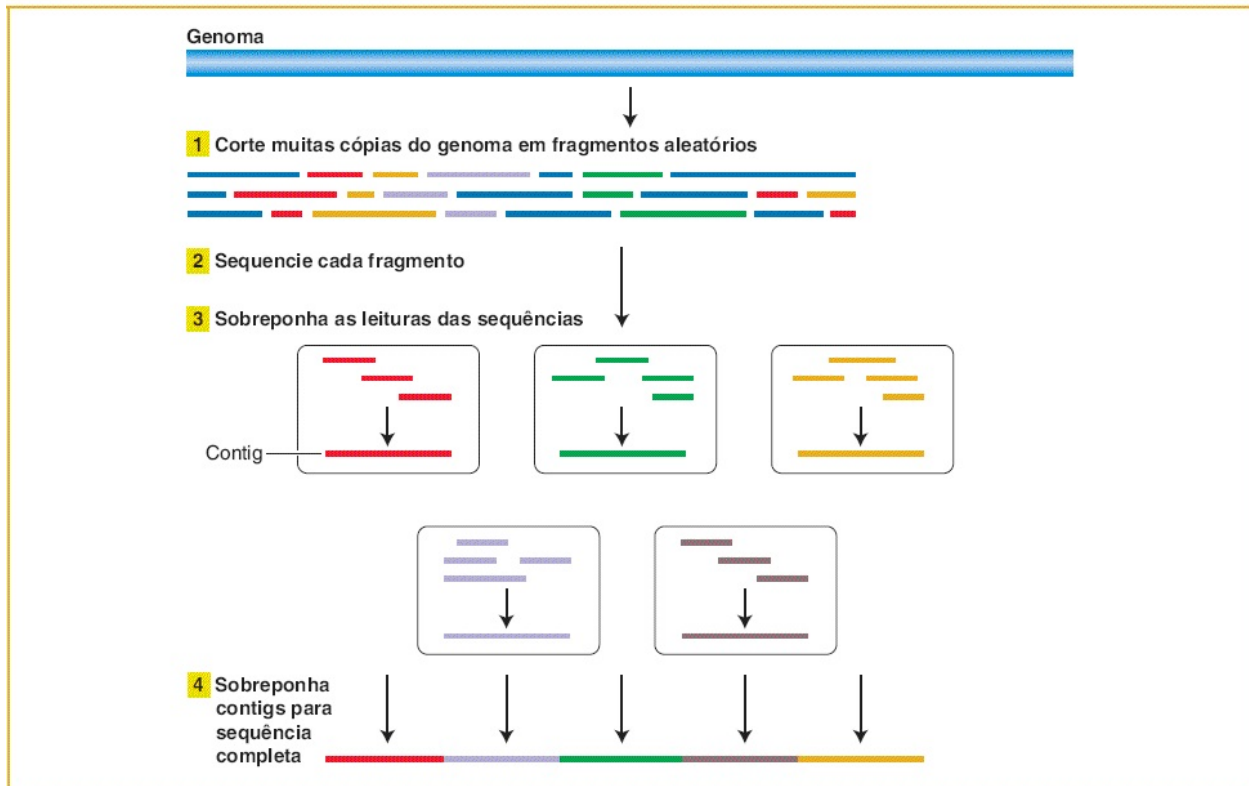 Genoma
1 Corte muitas cópias do genoma em fragmentos aleatórios
2 Sequencie cada fragmento
3 Sobreponha as leituras das sequências
Contig
4 Sobreponha
contigs para
sequência
completa